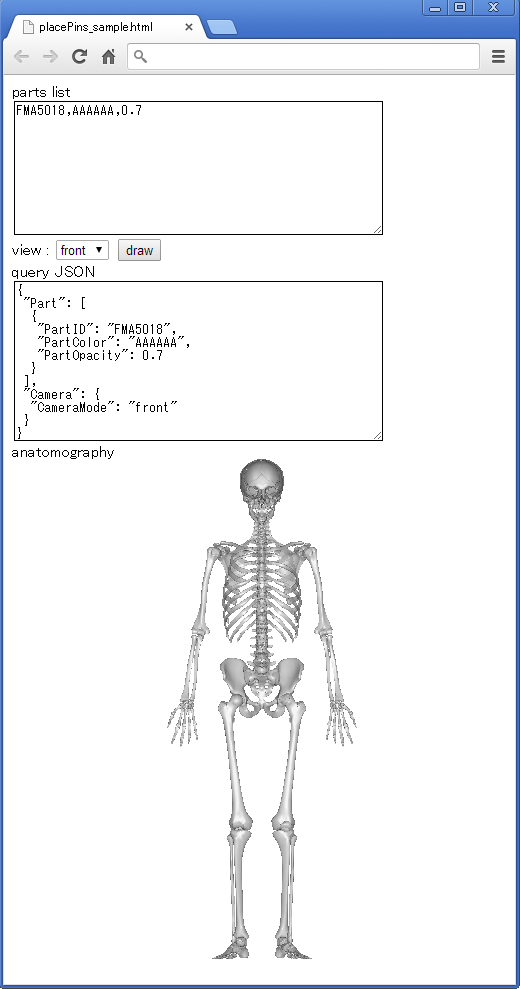 placePins_sample.html
parts list
FMA5018,AAAAAA,0.7
view : front draw
query JSON
{
"Part": [
{
"PartID": "FMA5018",
"PartColor": "AAAAAA",
"PartOpacity": 0.7
}
],
"Camera": {
"CameraMode": "front"
}
}
anatomography